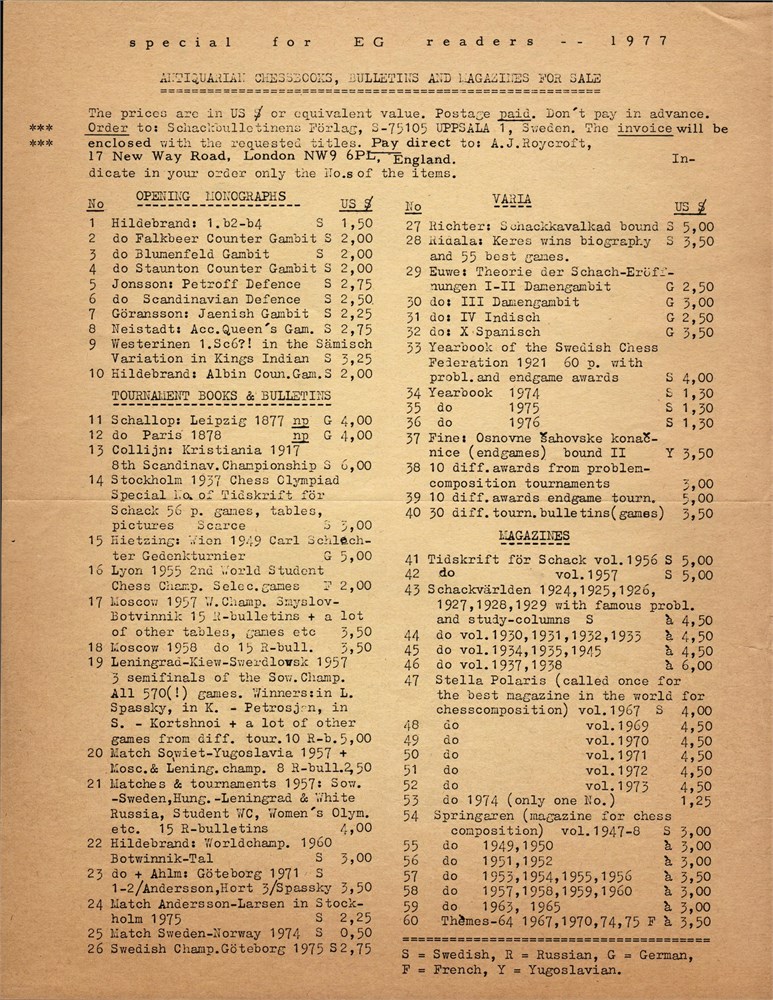 special for EG readers -- 1977
ANTIQUARIAN CHESSBOOKS, BULLETINS AND MAGAZINES FOR SALE
The prices are in US $ or equivalent value. Postage paid. Don´t pay in advance.
*** Order to: Schackbulletinens Förlag, S-75105 UPPSALA 1, Sweden. The invoice will be
*** enclosed with the requested titles. Pay direct to: A.J.Roycroft,
17 New Way Road, London NW9 6PL, England. In-
dicate in your order only the No.s of the items.
No OPENING MONOGRAPHS US $
1 Hildebrand: 1.b2-b4 S 1,50
2 do Falkbeer Counter Gambit S 2,00
3 do Blumenfeld Gambit S 2,00
4 do Staunton Counter Gambit S 2,00
5 Jonsson: Petroff Defence S 2,75
6 do Scandinavian Defence S 2,50
7 Göransson: Jaenish Gambit S 2,25
8 Neistadt: Acc.Queen´s Gam. S 2,75
9 Westerinen 1.Sc6?! in the Sämisch
Variation in Kings Indian S 3,25
10 Hildebrand: Albin Coun.Gam.S 2,00
TOURNAMENT BOOKS & BULLETINS
11 Schallop: Leipzig 1877 np G 4,00
12 do Paris 1878 np G 4,00
13 Collijn: Kristiania 1917
8th Scandinav.Championship S 6,00
14 Stockholm 1937 Chess Olympiad
Special No. of Tidskrift för
Schack 56 p. games, tables,
pictures Scarce S 3,00
15 Hietzing: Wien 1949 Carl Schlech-
ter Gedenkturnier G 5,00
16 Lyon 1955 2nd World Student
Chess Champ. Selec.games F 2,00
17 Moscow 1957 W.Champ. Smyslov-
Botvinnik 15 R-bulletins + a lot
of other tables, games etc 3,50
18 Moscow 1958 do 15 R-bull. 3,50
19 Leningrad-Kiew-Swerdlowsk 1957
3 semifinals of the Sow.Champ.
All 570(!) games. Winners:in L.
Spassky, in K. - Petrosjan, in
S. - Kortshnoi + a lot of other
games from diff. tour.10 R-b.5,00
20 Match Sowjet-Yugoslavia 1957 +
Mosc.& Lening.champ. 8 R-bull.2,50
21 Matches & tournaments 1957: Sow.
-Sweden,Hung.-Leningrad & White
Russia, Student WC, Women´s Olym.
etc. 15 R-bulletins 4,00
22 Hildebrand: Worldchamp. 1960
Botwinnik-Tal S 3,00
23 do + Ahlm: Göteborg 1971 S
1-2/Andersson,Hort 3/Spassky 3,50
24 Match Andersson-Larsen in Stock-
holm 1975 S 2,25
25 Match Sweden-Norway 1974 S 0,50
26 Swedish Champ.Göteborg 1975 S 2,75
No VARIA US $
27 Richter: Schackkavalkad bound S 5,00
28 Ridala: Keres wins biography S 3,50
and 55 best games.
29 Euwe: Theorie der Schach-Eröff-
nungen I-II Damengambit G 2,50
30 do: III Damengambit G 3,00
31 do: IV Indisch G 2,50
32 do: X Spanisch G 3,50
33 Yearbook of the Swedish Chess
Federation 1921 60 p. with
probl.and endgame awards S 4,00
34 Yearbook 1974 S 1,30
35 do 1975 S 1,30
36 do 1976 S 1,30
37 Fine: Osnovne šahovske konač-
nice (endgames) bound II Y 3,50
38 10 diff.awards from problem-
composition tournaments 3,00
39 10 diff.awards endgame tourn. 5,00
40 30 diff.tourn.bulletins(games) 3,50
MAGAZINES
41 Tidskrift för Schack vol.1956 S 5,00
42 do vol.1957 S 5,00
43 Schackvärlden 1924,1925,1926,
1927,1928,1929 with famous probl.
and study-columns S à 4,50
44 do vol.1930,1931,1932,1933 à 4,50
45 do vol.1934,1935,1945 à 4,50
46 do vol.1937,1938 à 6,00
47 Stella Polaris (called once for
the best magazine in the world for
chesscomposition) vol.1967 S 4,00
48 do vol.1969 4,50
49 do vol.1970 4,50
50 do vol.1971 4,50
51 do vol.1972 4,50
52 do vol.1973 4,50
53 do 1974 (only one No.) 1,25
54 Springaren (magazine for chess
composition) vol.1947-8 S 3,00
55 do 1949,1950 à 3,00
56 do 1951,1952 à 3,00
57 do 1953,1954,1955,1956 à 3,50
58 do 1957,1958,1959,1960 à 3,00
59 do 1963, 1965 à 3,00
60 Thèmes-64 1967,1970,74,75 F à 3,50
S = Swedish, R = Russian, G = German,
F = French, Y = Yugoslavian.